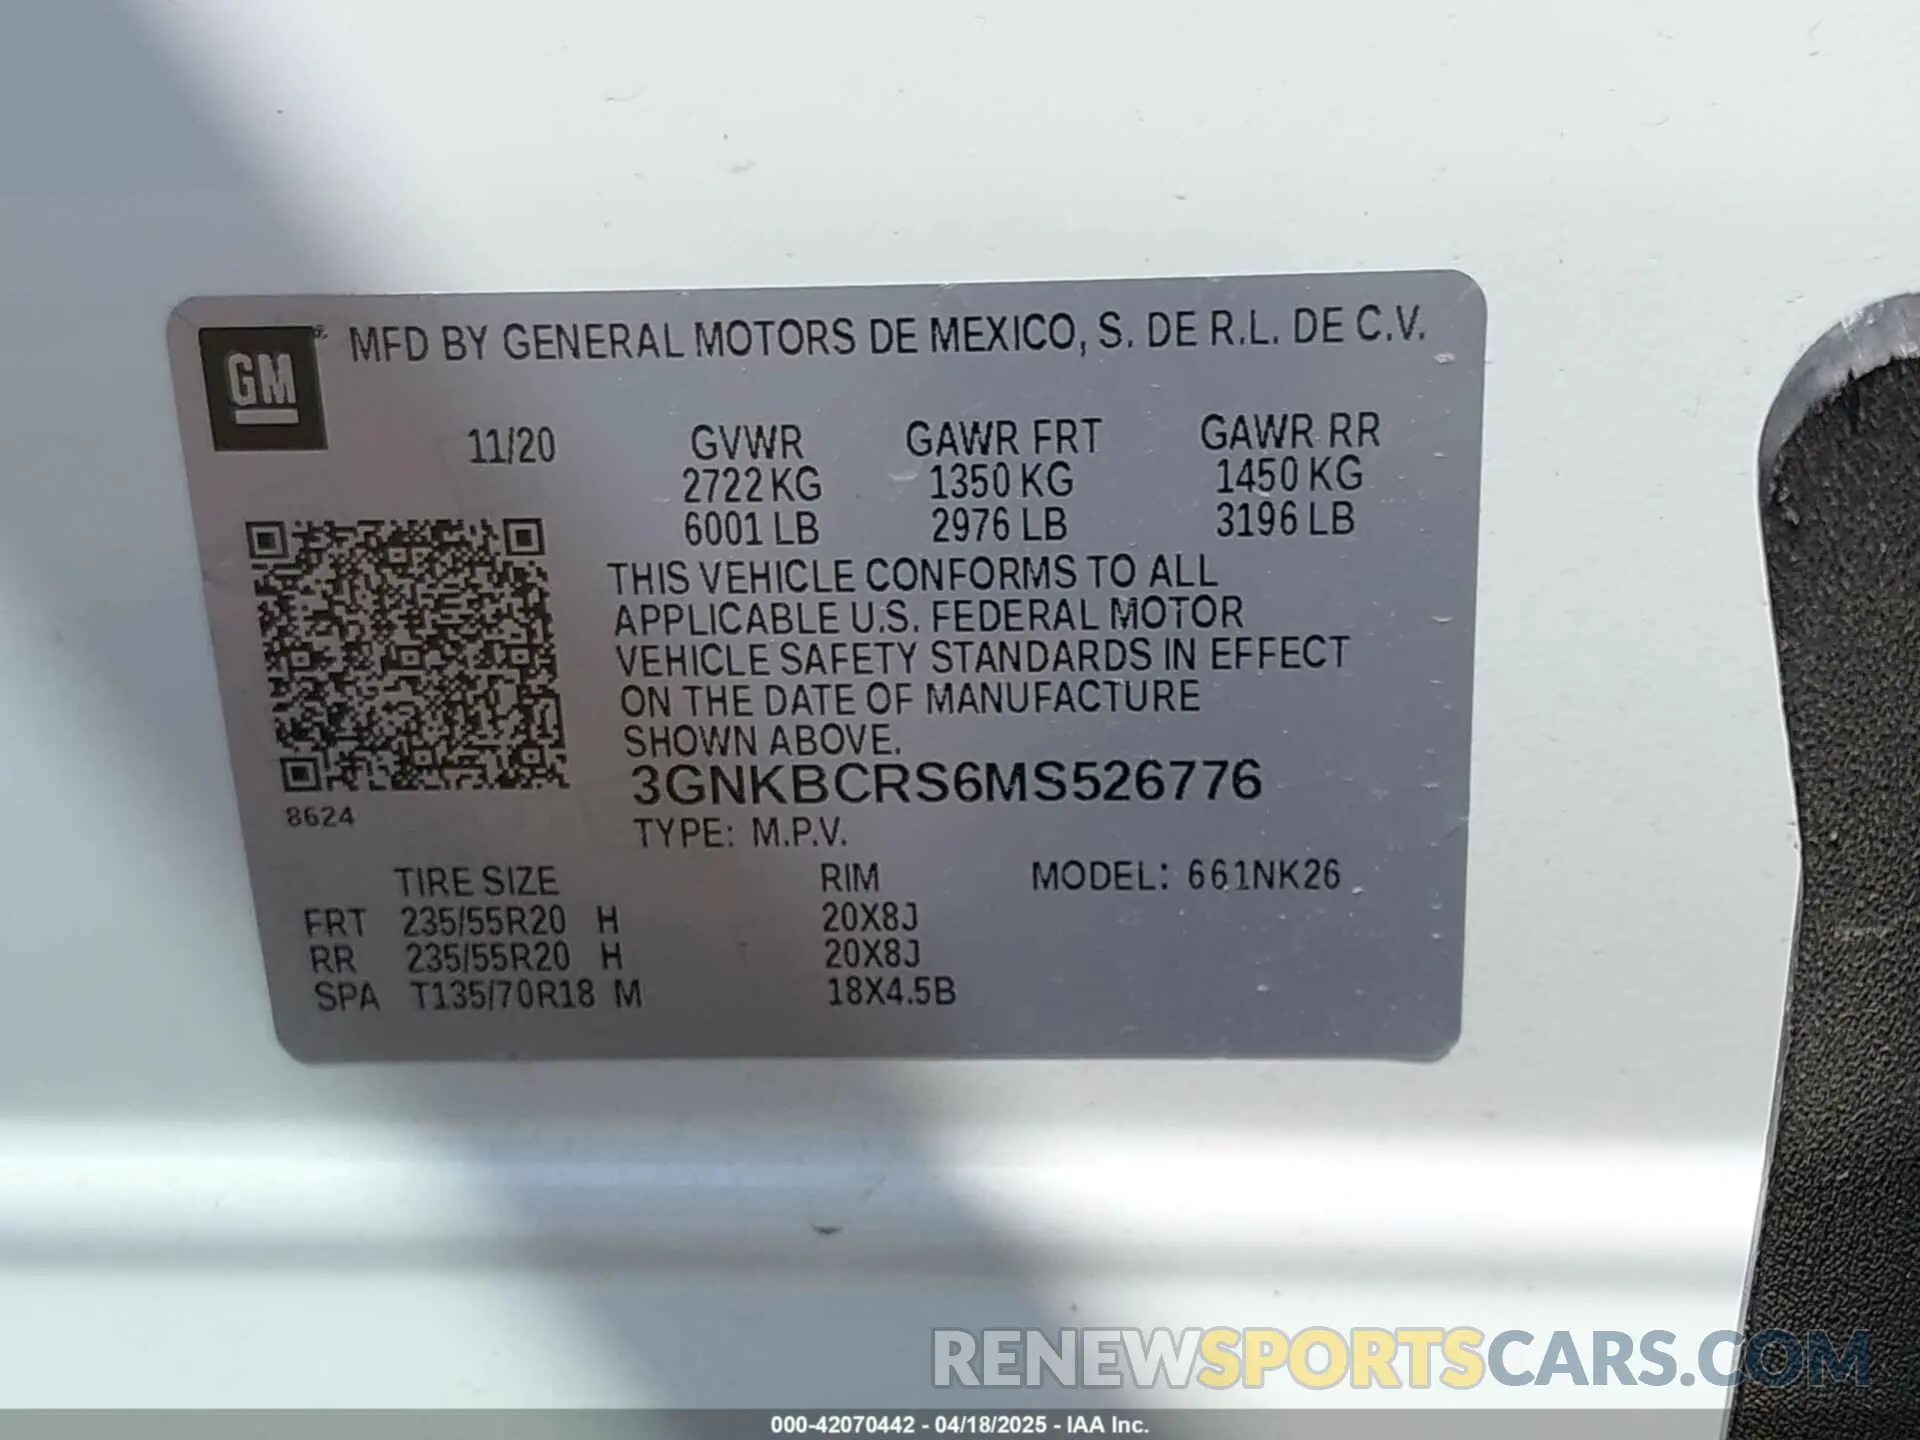 GM
MFD BY GENERAL MOTORS DE MEXICO, S. DE R.L. DE C.V.
11/20 GVWR GAWR FRT GAWR RR
2722 KG 1350 KG 1450 KG
6001 LB 2976 LB 3196 LB
THIS VEHICLE CONFORMS TO ALL
APPLICABLE U.S. FEDERAL MOTOR
VEHICLE SAFETY STANDARDS IN EFFECT
ON THE DATE OF MANUFACTURE
SHOWN ABOVE.
3GNKBCRS6MS526776
8624
TYPE: M.P.V.
TIRE SIZE RIM MODEL: 661NK26
FRT 235/55R20 H 20X8J
RR 235/55R20 H 20X8J
SPA T135/70R18 M 18X4.5B
RENEWSPORTSCARS.COM
000-42070442 - 04/18/2025 - IAA Inc.